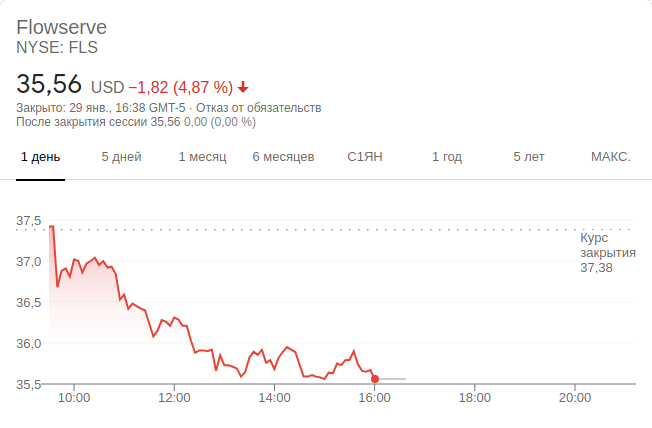 Flowserve
NYSE: FLS
35,56 USD −1,82 (4,87 %)
Закрыто: 29 янв., 16:38 GMT-5 · Отказ от обязательств
После закрытия сессии 35,56 0,00 (0,00 %)
1 день 5 дней 1 месяц 6 месяцев С1ЯН 1 год 5 лет МАКС.
37,5
Курс
закрытия
37,38
37,0
36,5
36,0
35,5
10:00 12:00 14:00 16:00 18:00 20:00